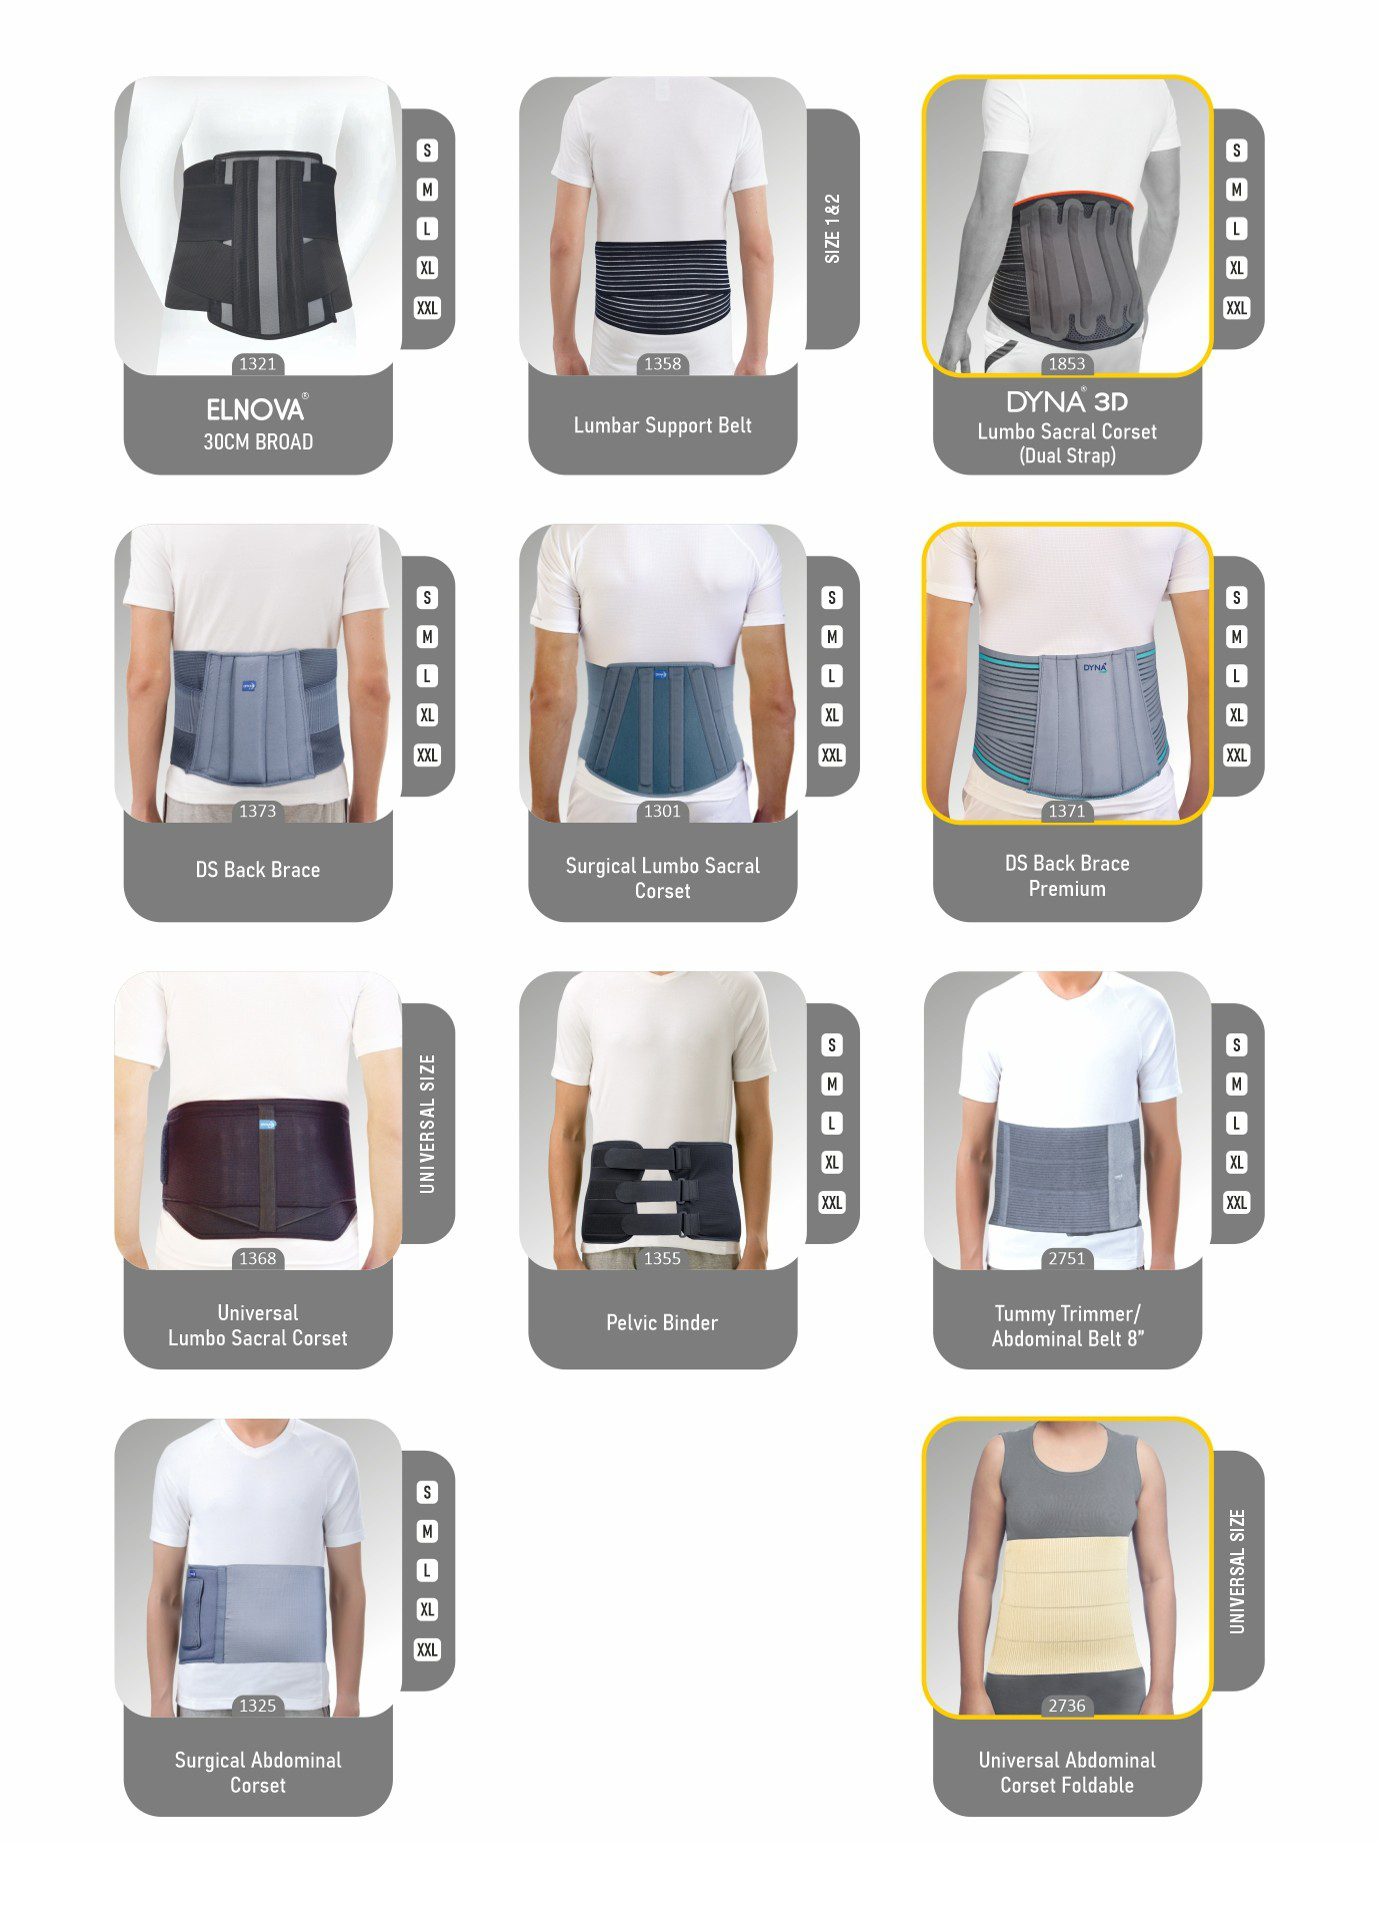 S
M
L
XL
XXL
1321
ELNOVA®
30CM BROAD
SIZE 1&2
1358
Lumbar Support Belt
S
M
L
XL
XXL
1853
DYNA® 3D
Lumbo Sacral Corset
(Dual Strap)
S
M
L
XL
XXL
1373
DS Back Brace
S
M
L
XL
XXL
1301
Surgical Lumbo Sacral
Corset
DYNA
S
M
L
XL
XXL
1371
DS Back Brace
Premium
UNIVERSAL SIZE
1368
Universal
Lumbo Sacral Corset
S
M
L
XL
XXL
1355
Pelvic Binder
S
M
L
XL
XXL
2751
Tummy Trimmer/
Abdominal Belt 8”
S
M
L
XL
XXL
1325
Surgical Abdominal
Corset
UNIVERSAL SIZE
2736
Universal Abdominal
Corset Foldable